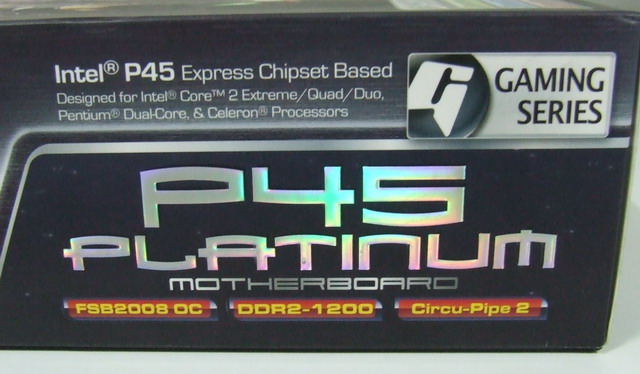 Intel® P45 Express Chipset Based
Designed for Intel® Core™ 2 Extreme/Quad/Duo,
Pentium® Dual-Core, & Celeron® Processors
G GAMING
SERIES
P45
PLATINUM
MOTHERBOARD
FSB2008 OC DDR2-1200 Circu-Pipe 2